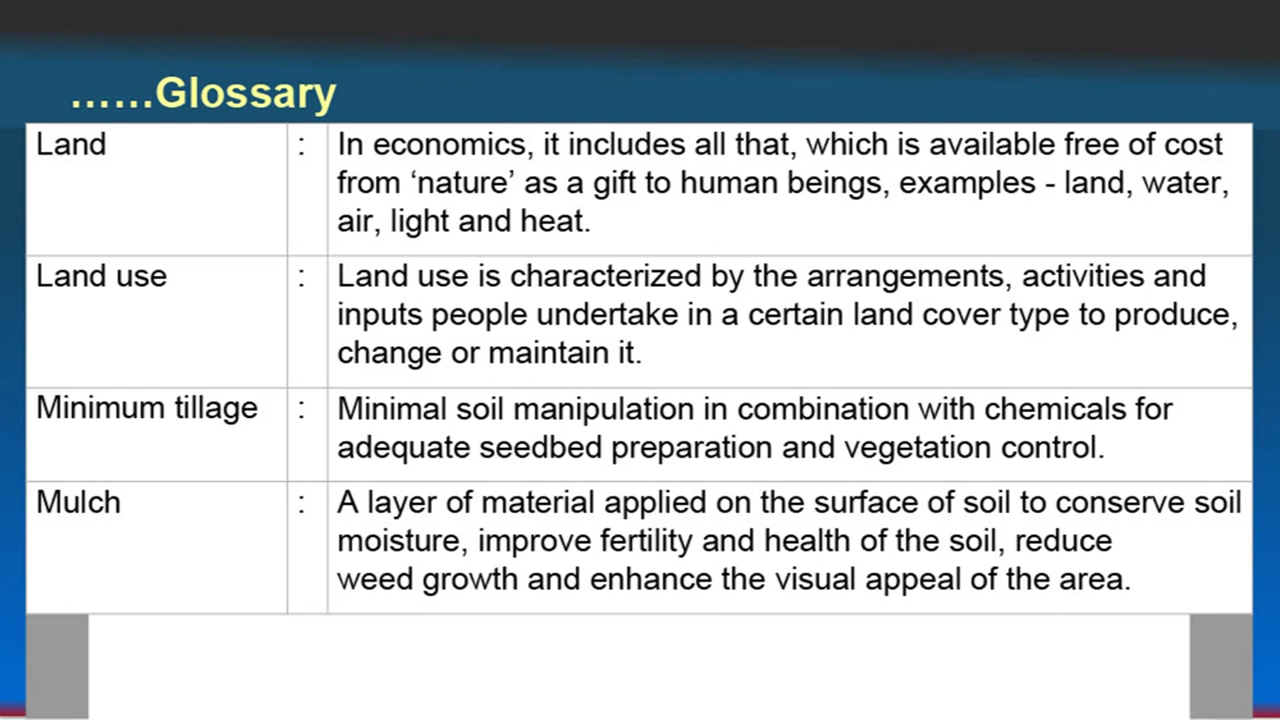 ......Glossary
Land : In economics, it includes all that, which is available free of cost
from ‘nature’ as a gift to human beings, examples - land, water,
air, light and heat.
Land use : Land use is characterized by the arrangements, activities and
inputs people undertake in a certain land cover type to produce,
change or maintain it.
Minimum tillage : Minimal soil manipulation in combination with chemicals for
adequate seedbed preparation and vegetation control.
Mulch : A layer of material applied on the surface of soil to conserve soil
moisture, improve fertility and health of the soil, reduce
weed growth and enhance the visual appeal of the area.